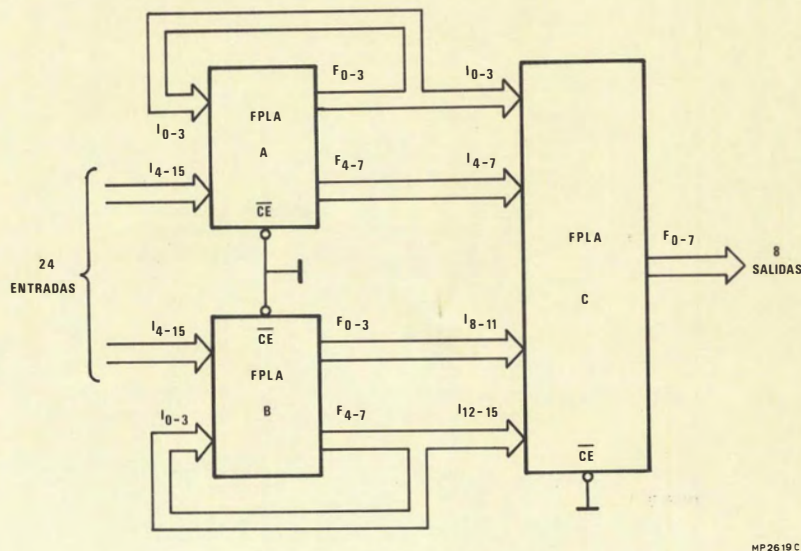 F0-3
I0-3
FPLA
A
I0-3
I4-15
F4-7
I4-7
CE
24
ENTRADAS
FPLA
C
F0-7
8
SALIDAS
I4-15
CE
F0-3
I8-11
FPLA
B
I0-3
F4-7
I12-15
CE
MP2619C